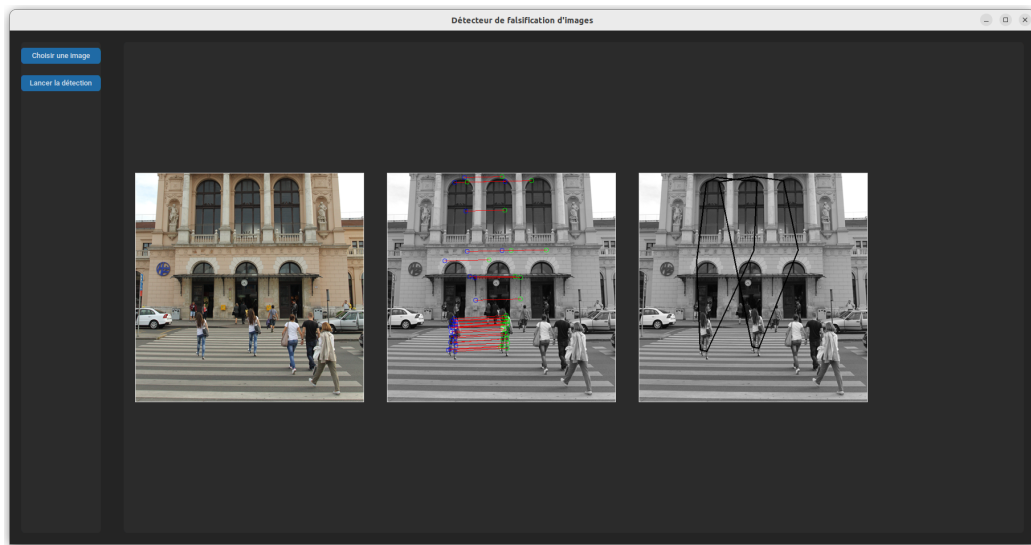 Détecteur de falsification d'images
Choisir une image
Lancer la détection